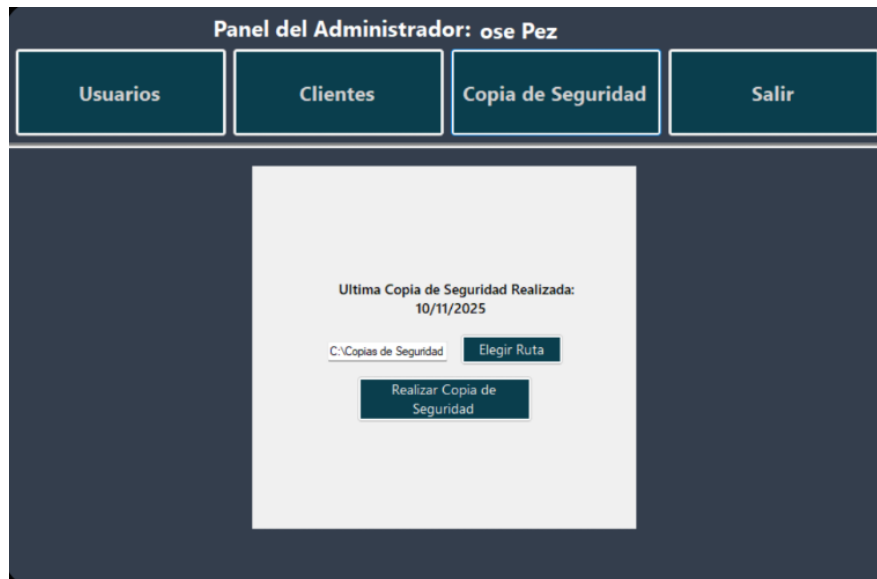 Panel del Administrador: ose Pez
Usuarios
Clientes
Copia de Seguridad
Salir
Ultima Copia de Seguridad Realizada:
10/11/2025
C:\Copias de Seguridad
Elegir Ruta
Realizar Copia de
Seguridad